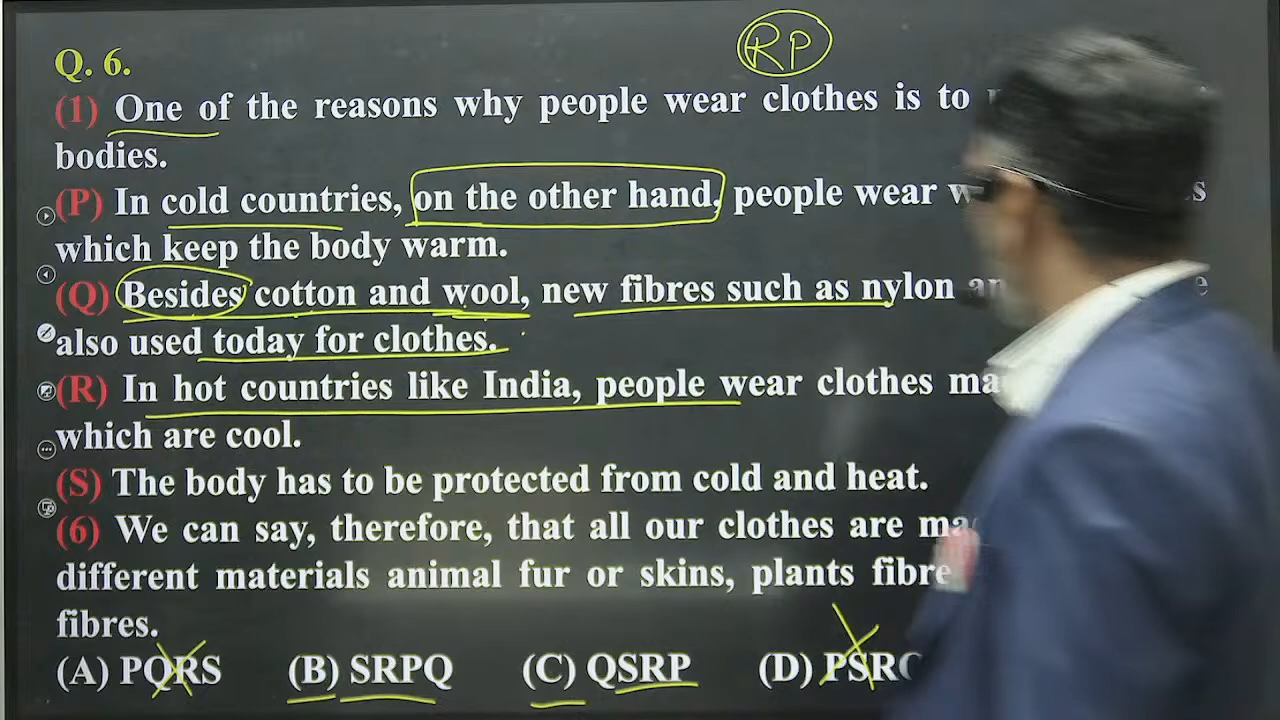 RP
Q. 6.
(1) One of the reasons why people wear clothes is to
bodies.
(P) In cold countries, on the other hand, people wear
which keep the body warm.
(Q) Besides cotton and wool, new fibres such as nylon
also used today for clothes.
(R) In hot countries like India, people wear clothes
which are cool.
(S) The body has to be protected from cold and heat.
(6) We can say, therefore, that all our clothes are
different materials animal fur or skins, plants
fibres.
(A) PQRS (B) SRPQ (C) QSRP (D)